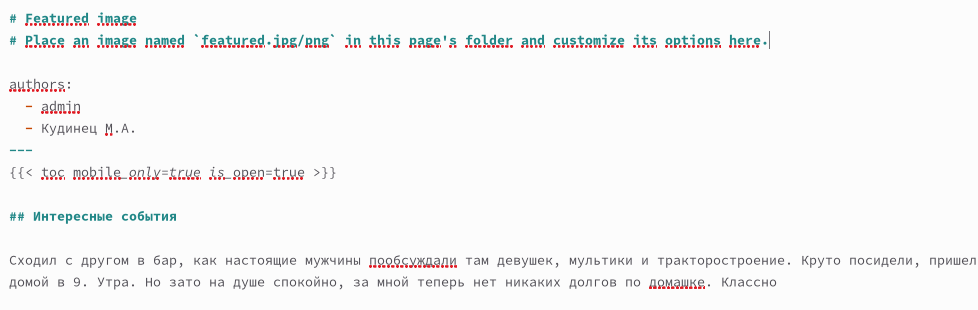 # Featured image
# Place an image named `featured.jpg/png` in this page's folder and customize its options here.
authors:
- admin
- Кудинец М.А.
---
{{< toc mobile_only=true is_open=true >}}
## Интересные события
Сходил с другом в бар, как настоящие мужчины пообсуждали там девушек, мультики и тракторостроение. Круто посидели, пришел
домой в 9. Утра. Но зато на душе спокойно, за мной теперь нет никаких долгов по домашке. Классно